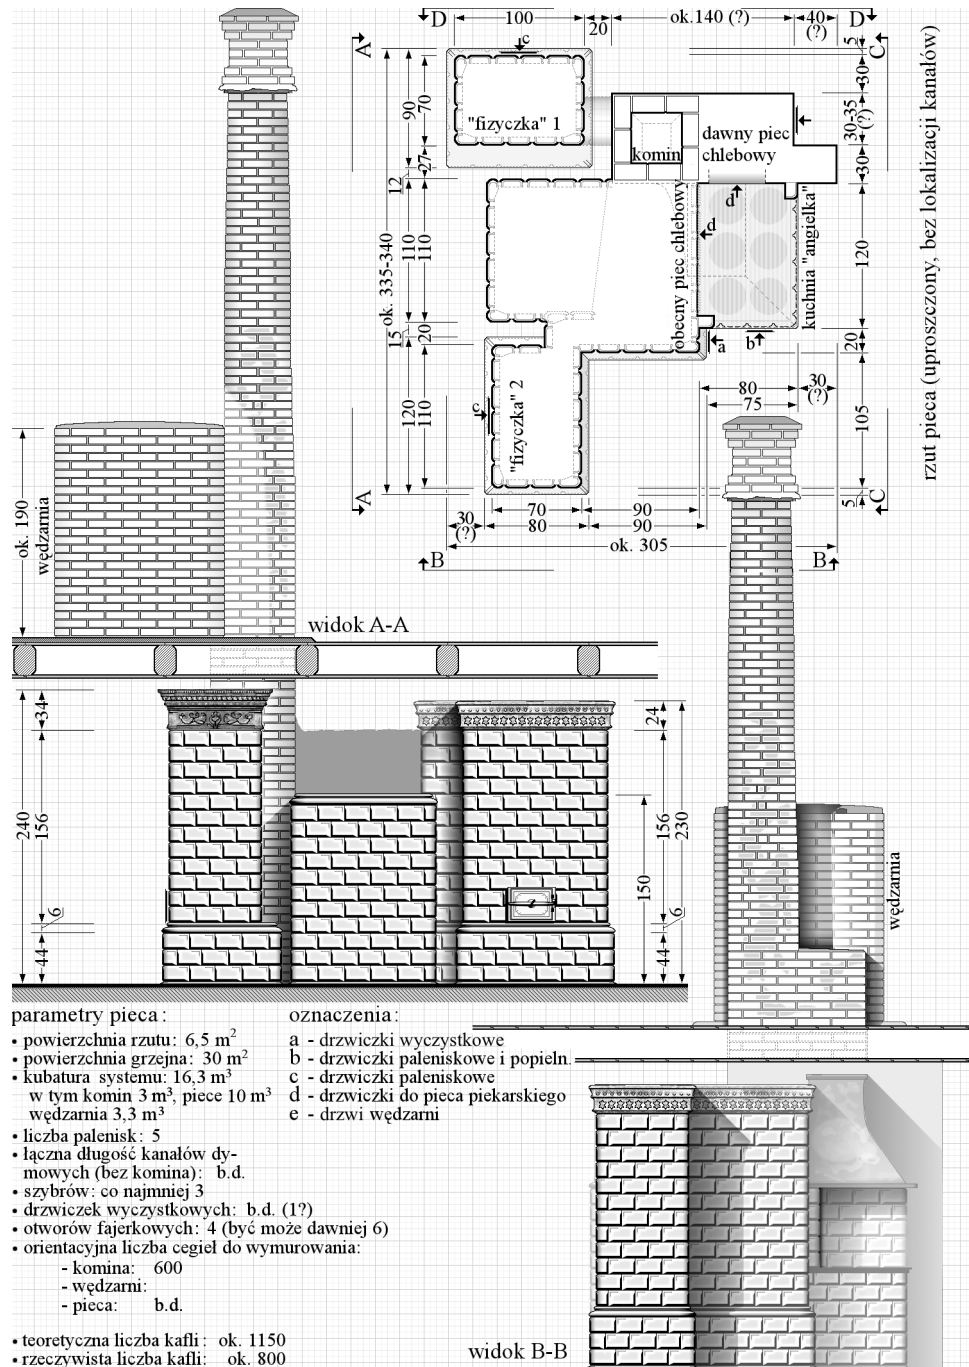 D
100
20
ok.140 (?)
40
(?)
D
A
c
C
5
30
30-35
(?)
30
90
70
27
12
"fizyczka" 1
komin
dawny piec
chlebowy
d
d
obecny piec chlebowy
kuchnia "angielka"
rzut pieca (uproszczony, bez lokalizacji kanałów)
ok. 335-340
110
110
120
15
20
20
a
b
120
110
c
"fizyczka" 2
80
30
(?)
75
105
A
C
5
30
(?)
70
90
80
90
ok. 305
B
B
ok. 190
wędzarnia
widok A-A
34
240
156
6
44
24
156
230
150
6
44
wędzarnia
parametry pieca:
• powierzchnia rzutu: 6,5 m²
• powierzchnia grzejna: 30 m²
• kubatura systemu: 16,3 m³
w tym komin 3 m³, piece 10 m³
wędzarnia 3,3 m³
• liczba palenisk: 5
• łączna długość kanałów dy-
mowych (bez komina): b.d.
• szybrów: co najmniej 3
• drzwiczek wyczystkowych: b.d. (1?)
• otworów fajerkowych: 4 (być może dawniej 6)
• orientacyjna liczba cegieł do wymurowania:
- komina: 600
- wędzarni:
- pieca: b.d.
• teoretyczna liczba kafli: ok. 1150
• rzeczywista liczba kafli: ok. 800
oznaczenia:
a - drzwiczki wyczystkowe
b - drzwiczki paleniskowe i popieln.
c - drzwiczki paleniskowe
d - drzwiczki do pieca piekarskiego
e - drzwi wędzarni
widok B-B